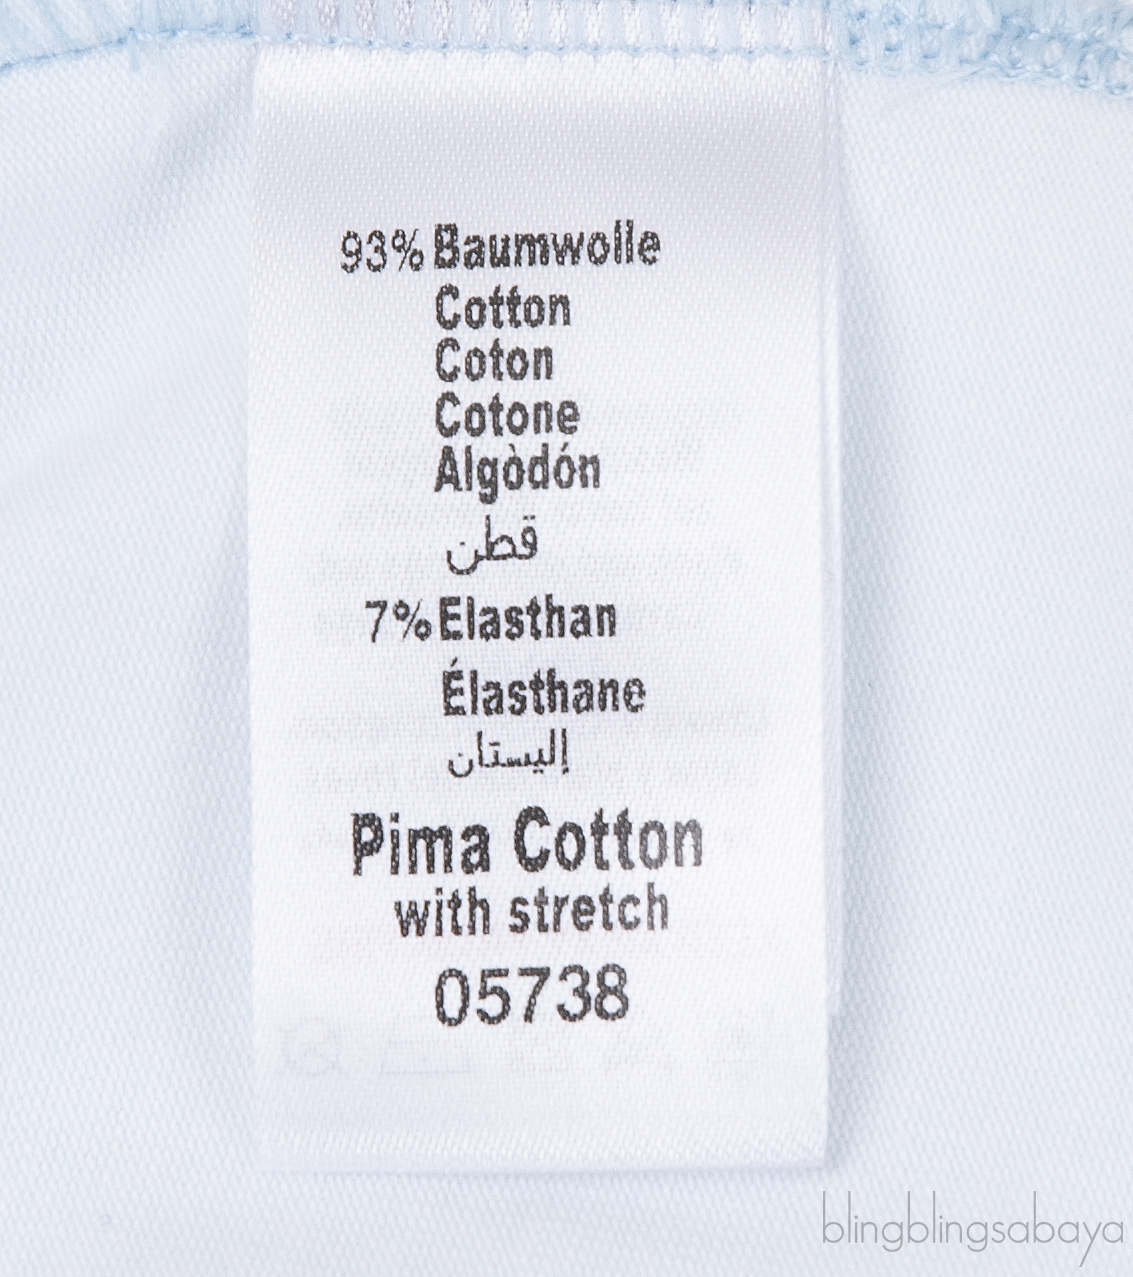 93% Baumwolle
Cotton
Coton
Cotone
Algòdón
قطن
7% Elasthan
Élasthane
إليستان
Pima Cotton
with stretch
05738
blingblingsabaya